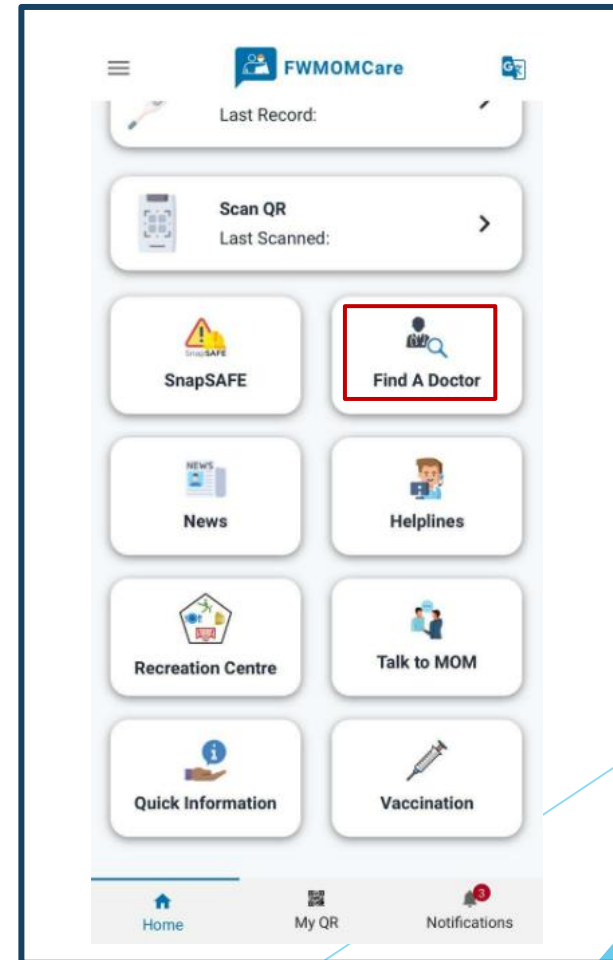 FWMOMCare
Last Record:
Scan QR
Last Scanned:
SnapSAFE
SnapSAFE
Find A Doctor
NEWS
News
Helplines
Recreation Centre
Talk to MOM
Quick Information
Vaccination
3
Home
My QR
Notifications